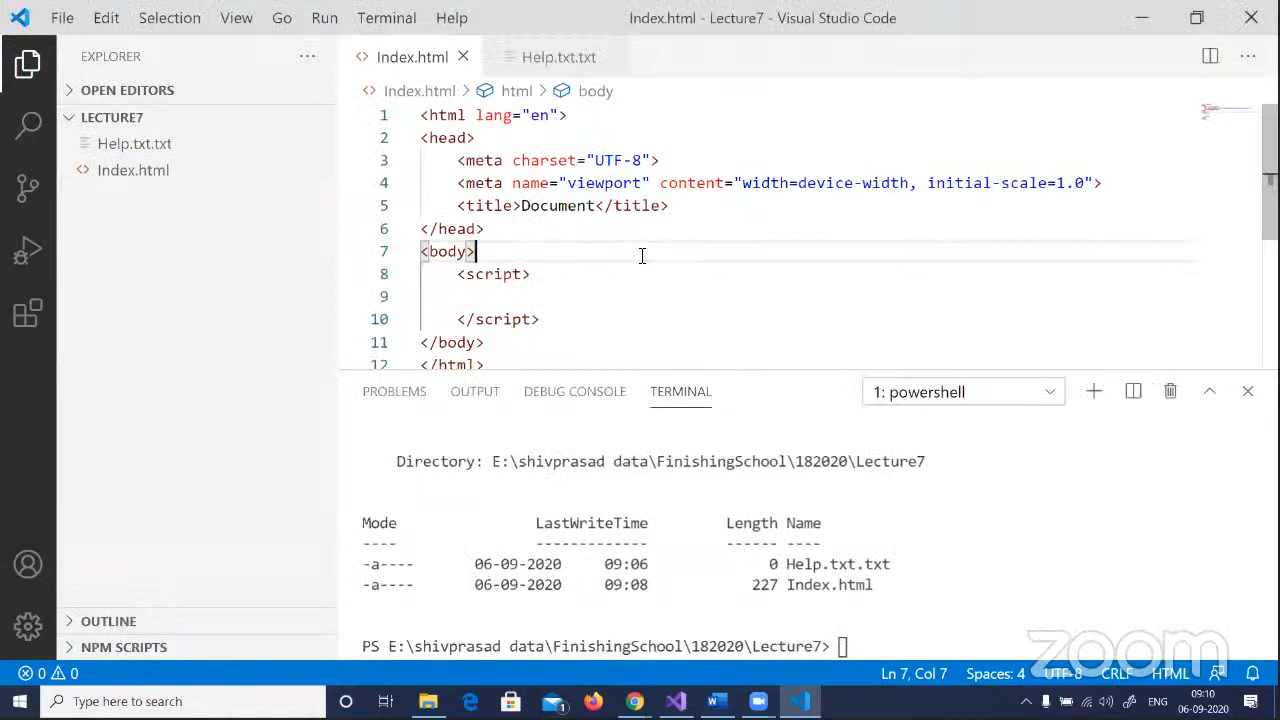 File Edit Selection View Go Run Terminal Help Index.html - Lecture7 - Visual Studio Code
EXPLORER
OPEN EDITORS
LECTURE7
Help.txt.txt
Index.html
OUTLINE
NPM SCRIPTS
Index.html Help.txt.txt
Index.html > html > body
1 <html lang="en">
2 <head>
3 <meta charset="UTF-8">
4 <meta name="viewport" content="width=device-width, initial-scale=1.0">
5 <title>Document</title>
6 </head>
7 <body>
8 <script>
9
10 </script>
11 </body>
12 </html>
PROBLEMS OUTPUT DEBUG CONSOLE TERMINAL 1: powershell
Directory: E:\shivprasad data\FinishingSchool\182020\Lecture7
Mode LastWriteTime Length Name
---- ------------- ------ ----
-a---- 06-09-2020 09:06 0 Help.txt.txt
-a---- 06-09-2020 09:08 227 Index.html
PS E:\shivprasad data\FinishingSchool\182020\Lecture7>
zoom
0 0 Ln 7, Col 7 Spaces: 4 UTF-8 CRLF HTML
Type here to search 1 ENG 09:10
06-09-2020